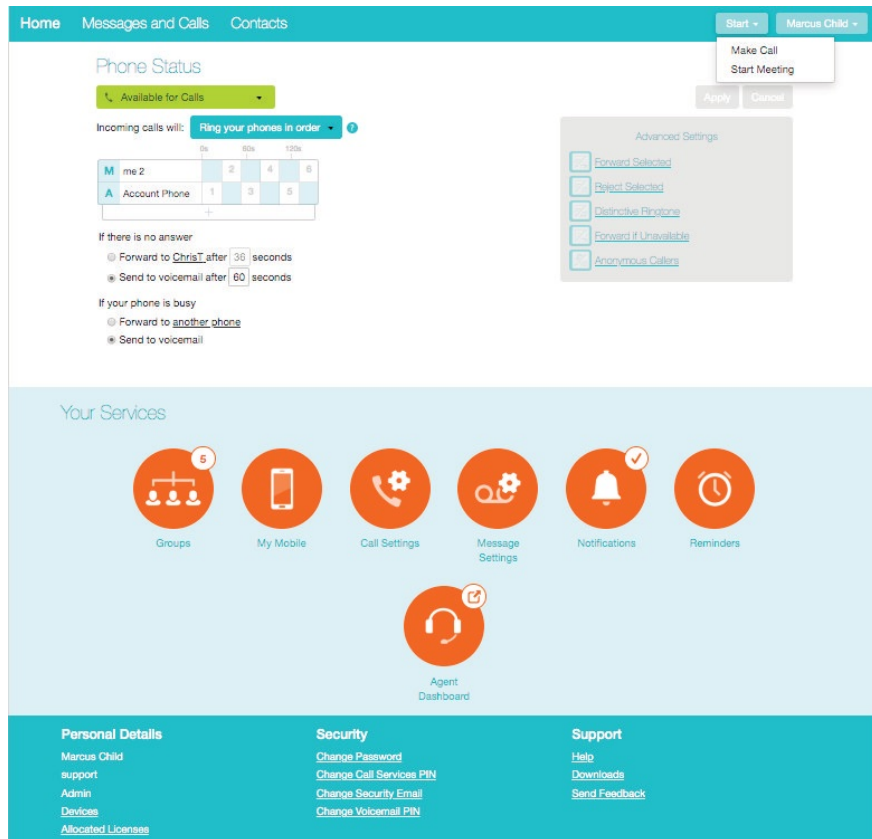 Home Messages and Calls Contacts Start Marcus Child
Make Call
Start Meeting
Phone Status
Available for Calls
Apply Cancel
Incoming calls will: Ring your phones in order ?
0s 60s 120s
M me 2 2 4 6
A Account Phone 1 3 5
+
Advanced Settings
Forward Selected
Reject Selected
Distinctive Ringtone
Forward If Unavailable
Anonymous Callers
If there is no answer
Forward to ChrisT after 36 seconds
Send to voicemail after 60 seconds
If your phone is busy
Forward to another phone
Send to voicemail
Your Services
5
Groups
My Mobile
Call Settings
Message
Settings
Notifications
Reminders
Agent
Dashboard
Personal Details
Marcus Child
support
Admin
Devices
Allocated Licenses
Security
Change Password
Change Call Services PIN
Change Security Email
Change Voicemail PIN
Support
Help
Downloads
Send Feedback